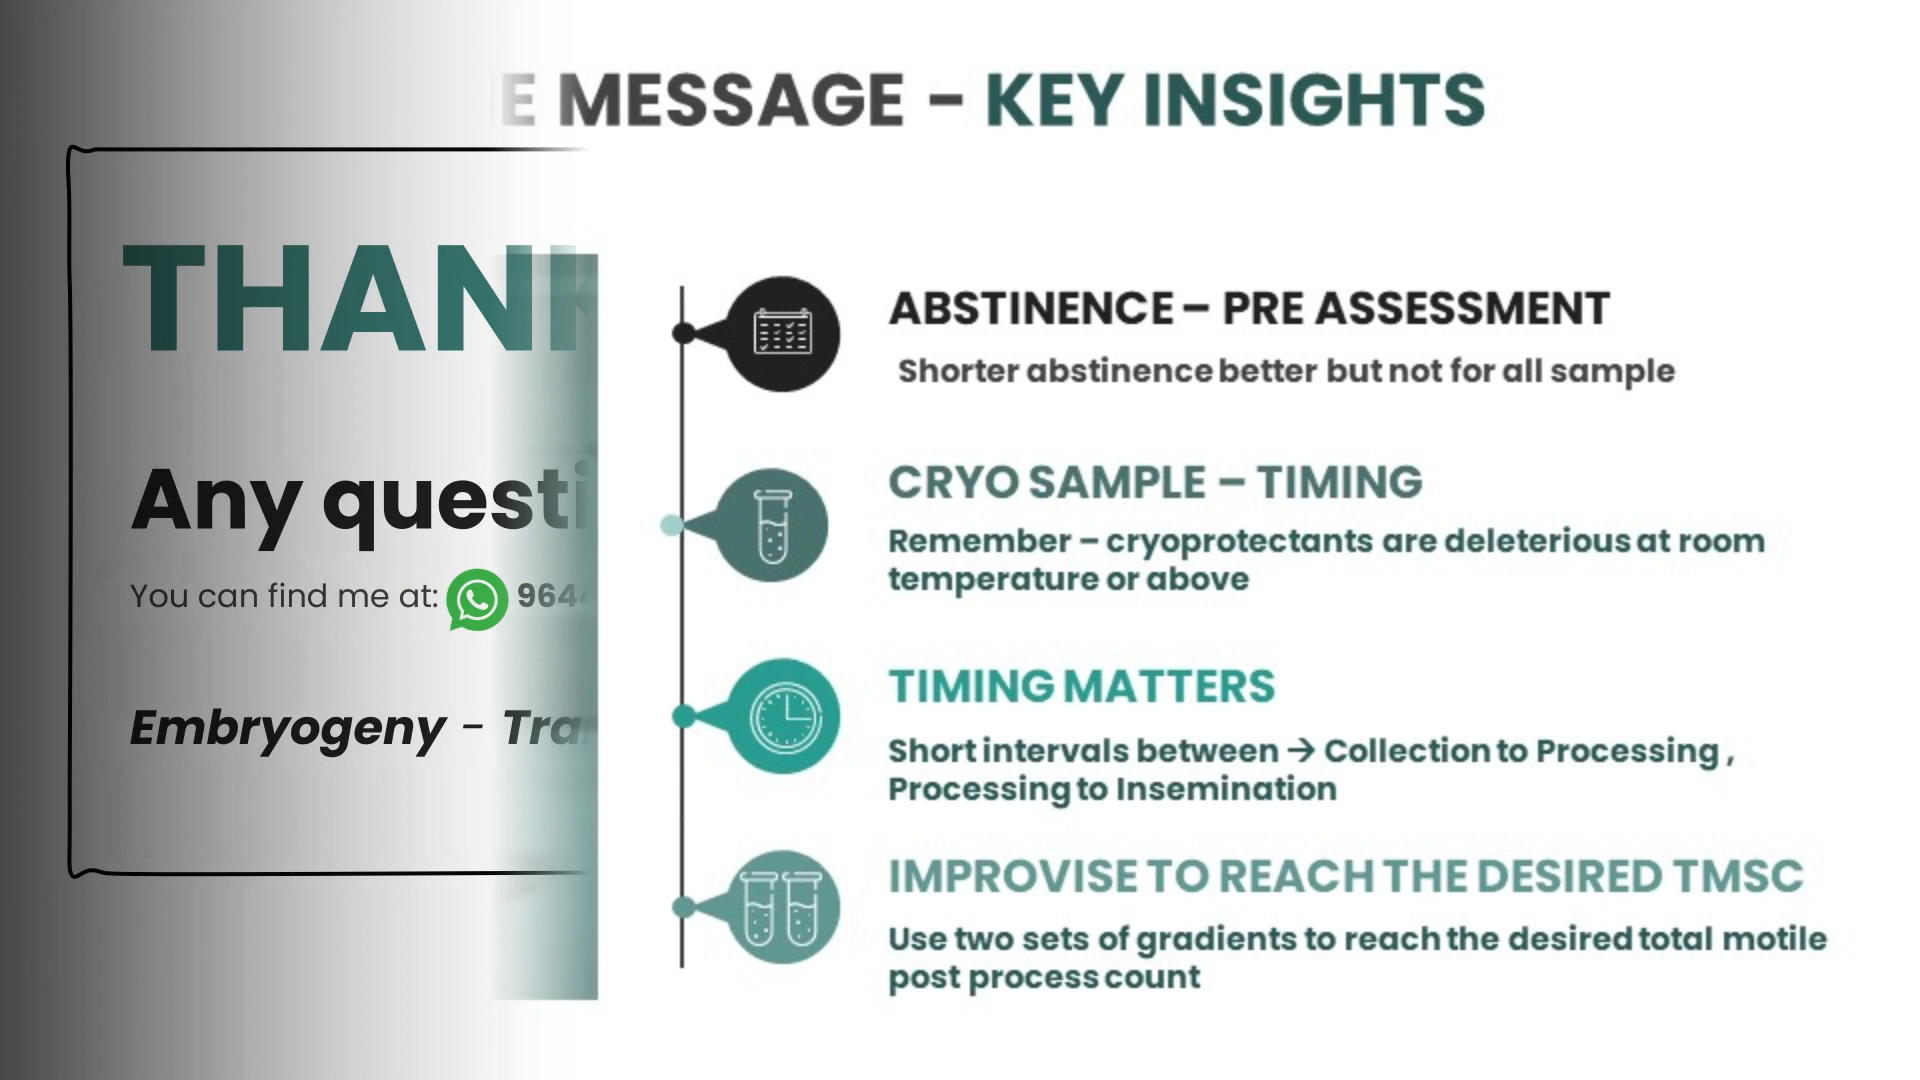 E MESSAGE – KEY INSIGHTS
THANK
Any questi
You can find me at: 964
Embryogeny – Tra
ABSTINENCE – PRE ASSESSMENT
Shorter abstinence better but not for all sample
CRYO SAMPLE – TIMING
Remember – cryoprotectants are deleterious at room
temperature or above
TIMING MATTERS
Short intervals between → Collection to Processing ,
Processing to Insemination
IMPROVISE TO REACH THE DESIRED TMSC
Use two sets of gradients to reach the desired total motile
post process count